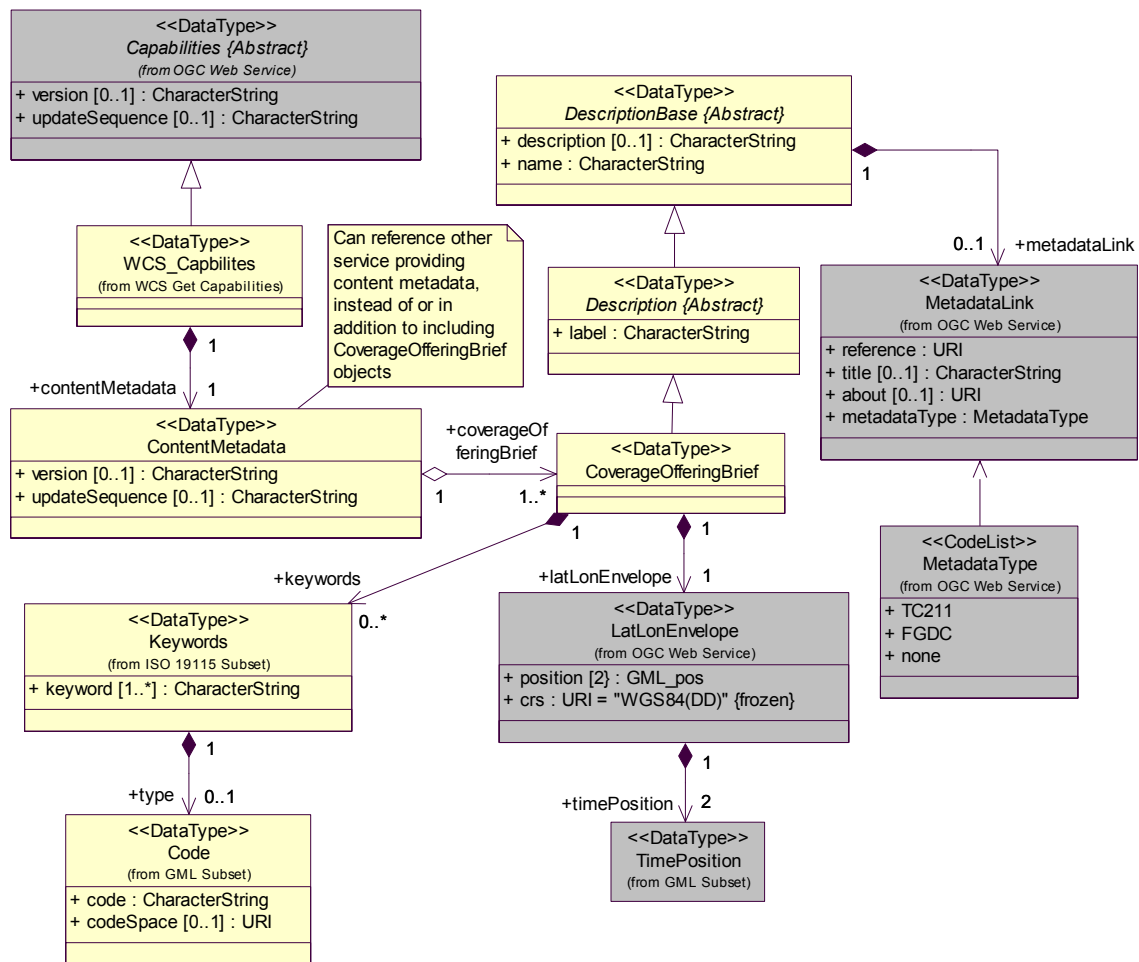 <<DataType>>
Capabilities {Abstract}
(from OGC Web Service)
+ version [0..1] : CharacterString
+ updateSequence [0..1] : CharacterString
<<DataType>>
DescriptionBase {Abstract}
+ description [0..1] : CharacterString
+ name : CharacterString
1
0..1
+metadataLink
<<DataType>>
WCS_Capbilites
(from WCS Get Capabilities)
1
+contentMetadata
1
Can reference other
service providing
content metadata,
instead of or in
addition to including
CoverageOfferingBrief
objects
<<DataType>>
Description {Abstract}
+ label : CharacterString
<<DataType>>
MetadataLink
(from OGC Web Service)
+ reference : URI
+ title [0..1] : CharacterString
+ about [0..1] : URI
+ metadataType : MetadataType
<<DataType>>
ContentMetadata
+ version [0..1] : CharacterString
+ updateSequence [0..1] : CharacterString
+coverageOf
feringBrief
1
1..*
<<DataType>>
CoverageOfferingBrief
1
1
+keywords
0..*
+latLonEnvelope
1
<<CodeList>>
MetadataType
(from OGC Web Service)
+ TC211
+ FGDC
+ none
<<DataType>>
Keywords
(from ISO 19115 Subset)
+ keyword [1..*] : CharacterString
1
+type
0..1
<<DataType>>
LatLonEnvelope
(from OGC Web Service)
+ position [2} : GML_pos
+ crs : URI = "WGS84(DD)" {frozen}
1
+timePosition
2
<<DataType>>
Code
(from GML Subset)
+ code : CharacterString
+ codeSpace [0..1] : URI
<<DataType>>
TimePosition
(from GML Subset)